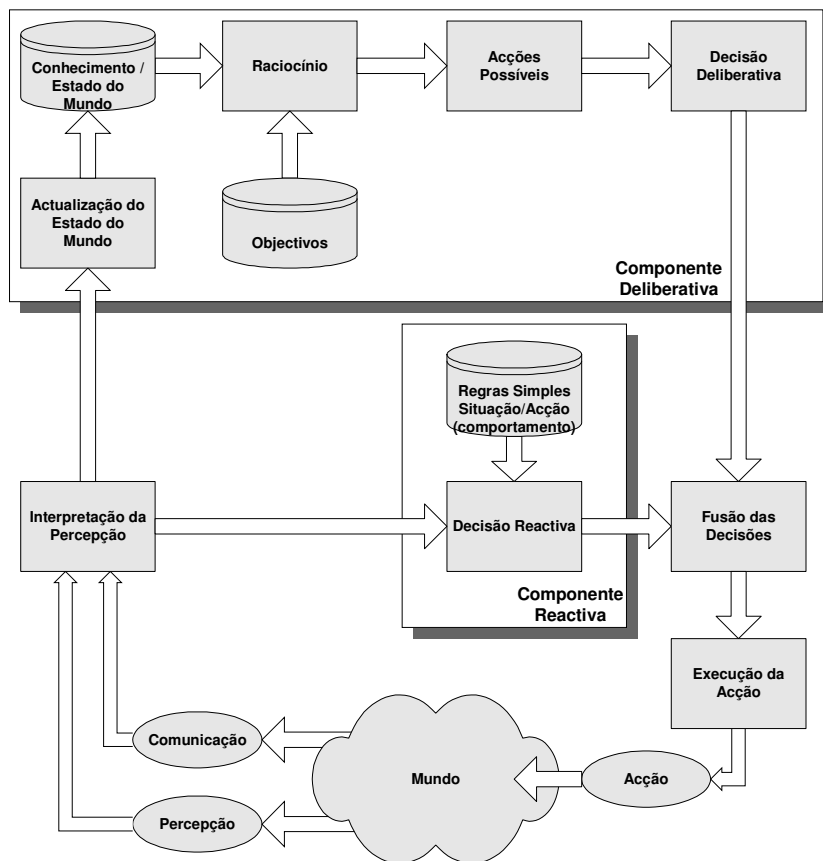 Conhecimento /
Estado do
Mundo
Raciocínio
Acções
Possíveis
Decisão
Deliberativa
Actualização do
Estado do
Mundo
Objectivos
Componente
Deliberativa
Regras Simples
Situação/Acção
(comportamento)
Interpretação da
Percepção
Decisão Reactiva
Fusão das
Decisões
Componente
Reactiva
Execução da
Acção
Comunicação
Mundo
Acção
Percepção